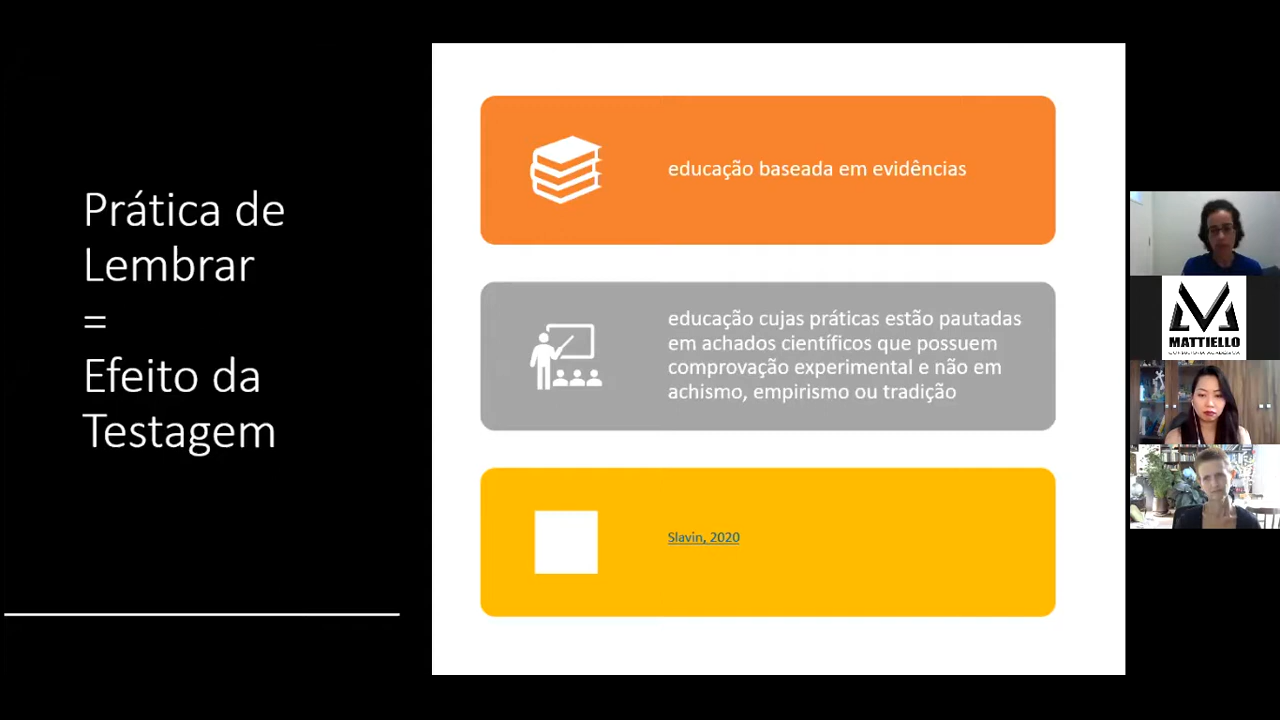 Prática de
Lembrar
=
Efeito da
Testagem
educação baseada em evidências
educação cujas práticas estão pautadas
em achados científicos que possuem
comprovação experimental e não em
achismo, empirismo ou tradição
Slavin, 2020
MATTIELLO